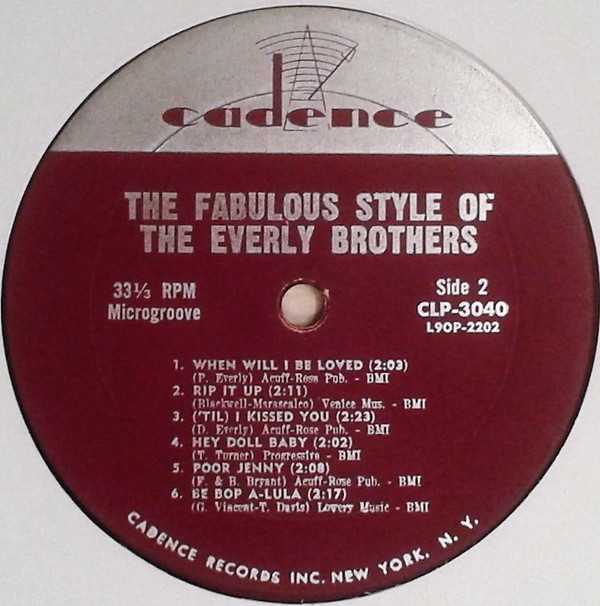 cadence
THE FABULOUS STYLE OF
THE EVERLY BROTHERS
33⅓ RPM
Microgroove
Side 2
CLP-3040
L9OP-2202
1. WHEN WILL I BE LOVED (2:03)
(P. Everly) Acuff-Rose Pub. - BMI
2. RIP IT UP (2:11)
(Blackwell-Marascalco) Venice Mus. - BMI
3. ('TIL) I KISSED YOU (2:23)
(D. Everly) Acuff-Rose Pub. - BMI
4. HEY DOLL BABY (2:02)
(T. Turner) Progressive - BMI
5. POOR JENNY (2:08)
(F. & B. Bryant) Acuff-Rose Pub. - BMI
6. BE BOP A-LULA (2:17)
(G. Vincent-T. Davis) Lowery Music - BMI
CADENCE RECORDS INC. NEW YORK, N. Y.